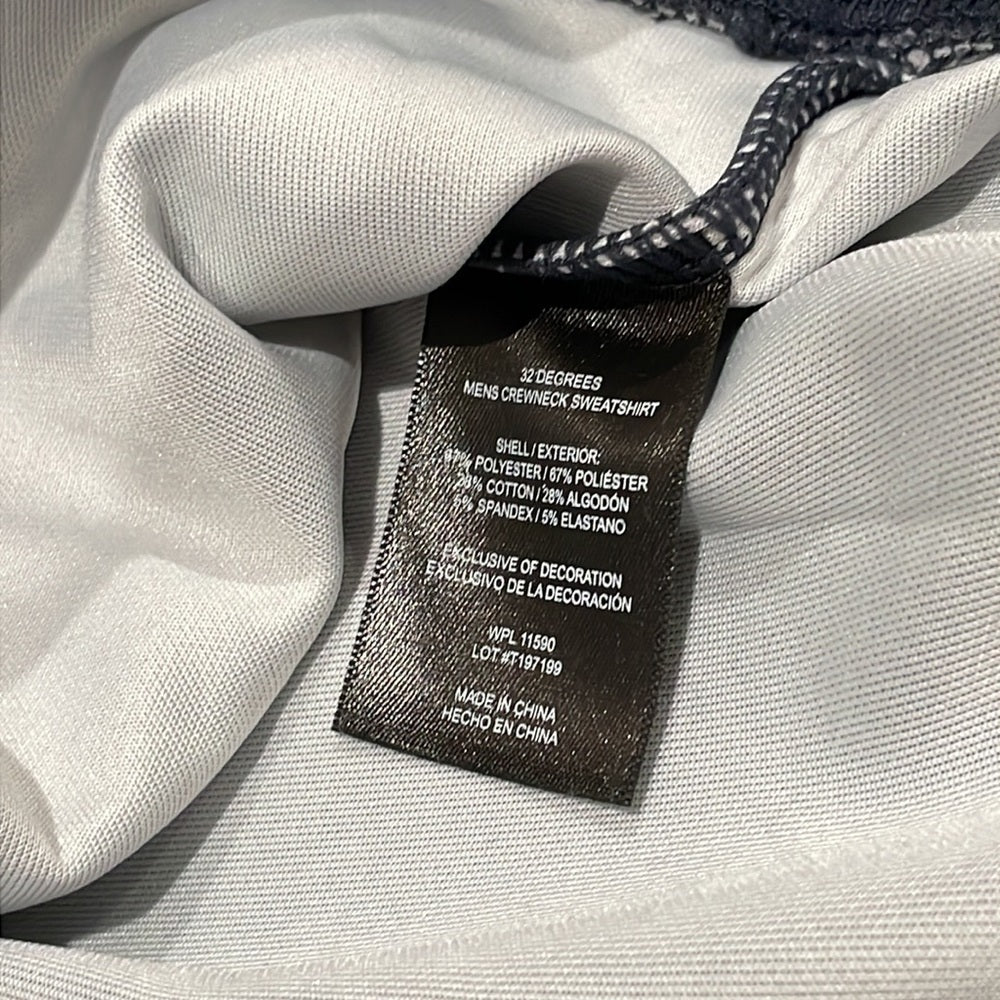 32 DEGREES
MENS CREWNECK SWEATSHIRT
SHELL / EXTERIOR:
67% POLYESTER / 67% POLIÉSTER
28% COTTON / 28% ALGODÓN
5% SPANDEX / 5% ELASTANO
EXCLUSIVE OF DECORATION
EXCLUSIVO DE LA DECORACIÓN
WPL 11590
LOT #T197199
MADE IN CHINA
HECHO EN CHINA